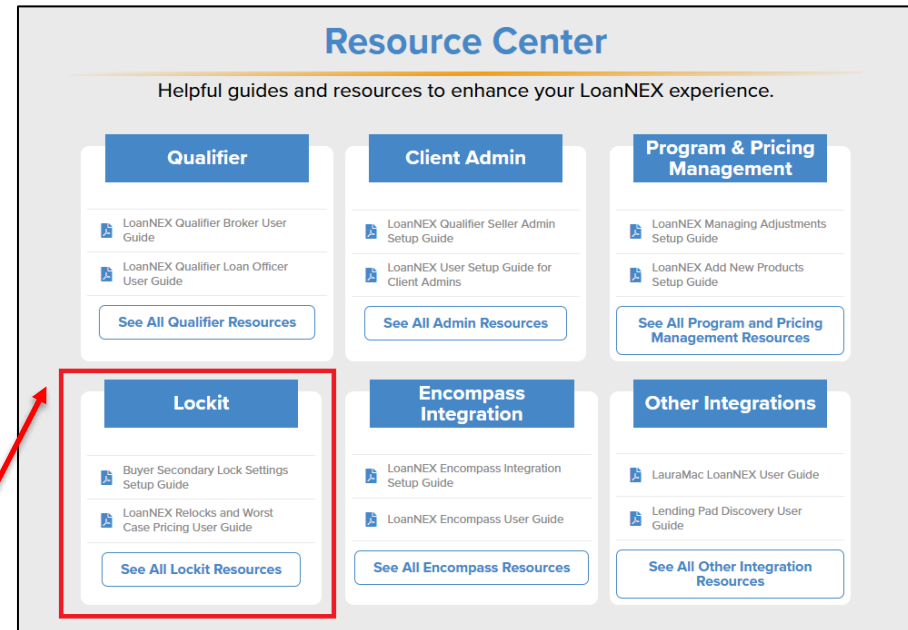 Resource Center
Helpful guides and resources to enhance your LoanNEX experience.
Qualifier
LoanNEX Qualifier Broker User
Guide
LoanNEX Qualifier Loan Officer
User Guide
See All Qualifier Resources
Client Admin
LoanNEX Qualifier Seller Admin
Setup Guide
LoanNEX User Setup Guide for
Client Admins
See All Admin Resources
Program & Pricing
Management
LoanNEX Managing Adjustments
Setup Guide
LoanNEX Add New Products
Setup Guide
See All Program and Pricing
Management Resources
Lockit
Buyer Secondary Lock Settings
Setup Guide
LoanNEX Relocks and Worst
Case Pricing User Guide
See All Lockit Resources
Encompass
Integration
LoanNEX Encompass Integration
Setup Guide
LoanNEX Encompass User Guide
See All Encompass Resources
Other Integrations
LauraMac LoanNEX User Guide
Lending Pad Discovery User
Guide
See All Other Integration
Resources